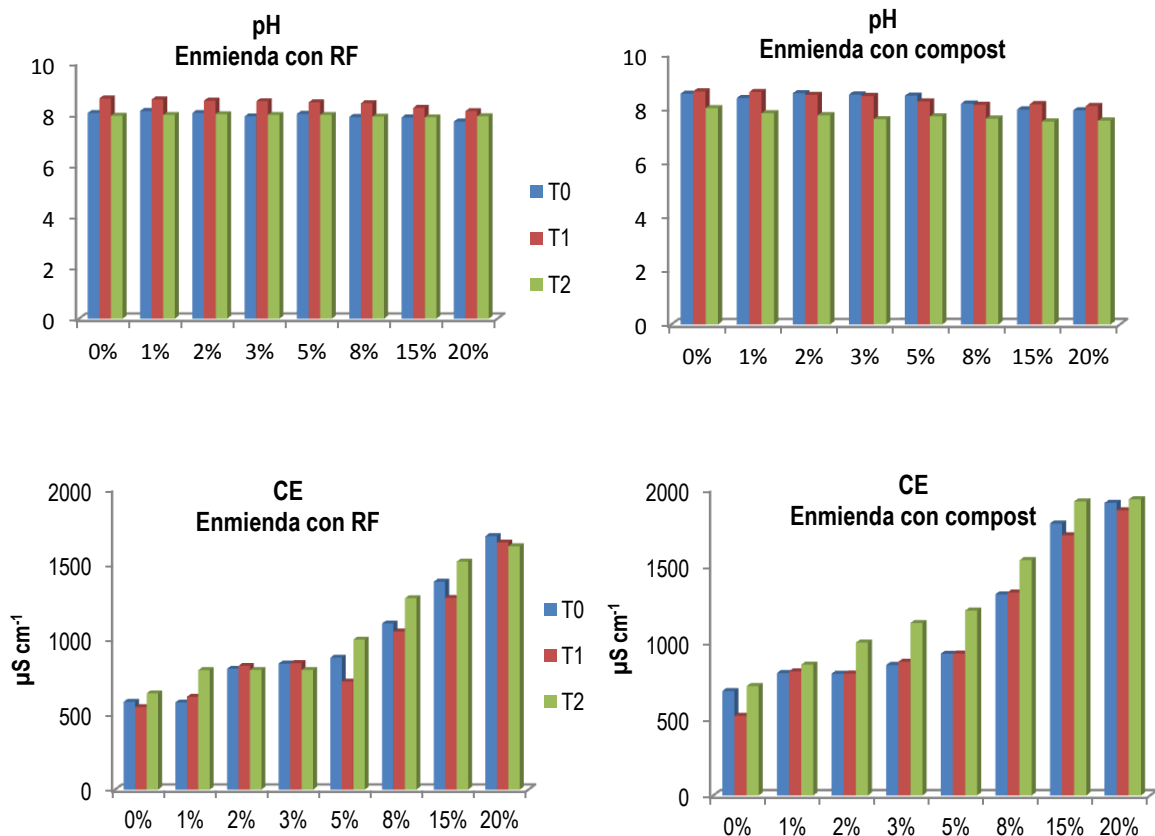 pH
Enmienda con RF
10
8
6
4
2
0
0% 1% 2% 3% 5% 8% 15% 20%
T0
T1
T2
pH
Enmienda con compost
10
8
6
4
2
0
0% 1% 2% 3% 5% 8% 15% 20%
CE
Enmienda con RF
µS cm⁻¹
2000
1500
1000
500
0
0% 1% 2% 3% 5% 8% 15% 20%
T0
T1
T2
CE
Enmienda con compost
µS cm⁻¹
2000
1500
1000
500
0
0% 1% 2% 3% 5% 8% 15% 20%